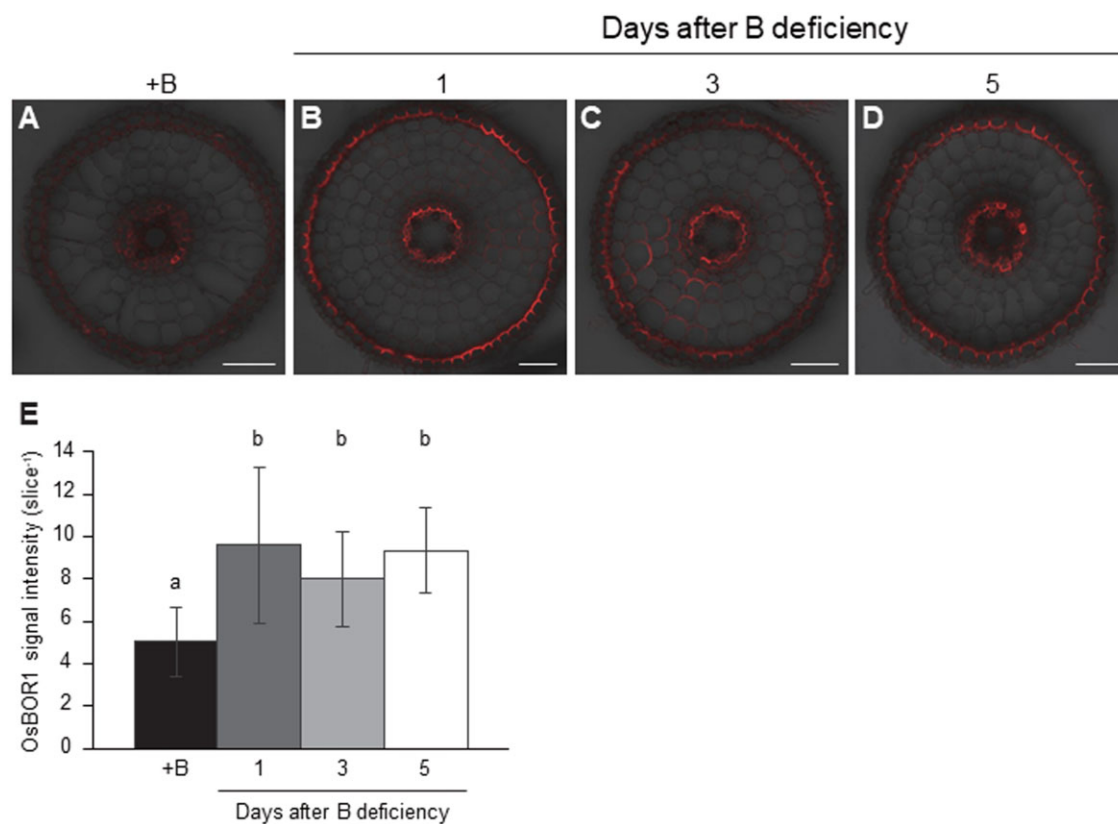 Days after B deficiency
+B 1 3 5
A B C D
E
OsBOR1 signal intensity (slice⁻¹)
14
12
10
8
6
4
2
0
a b b b
+B 1 3 5
Days after B deficiency